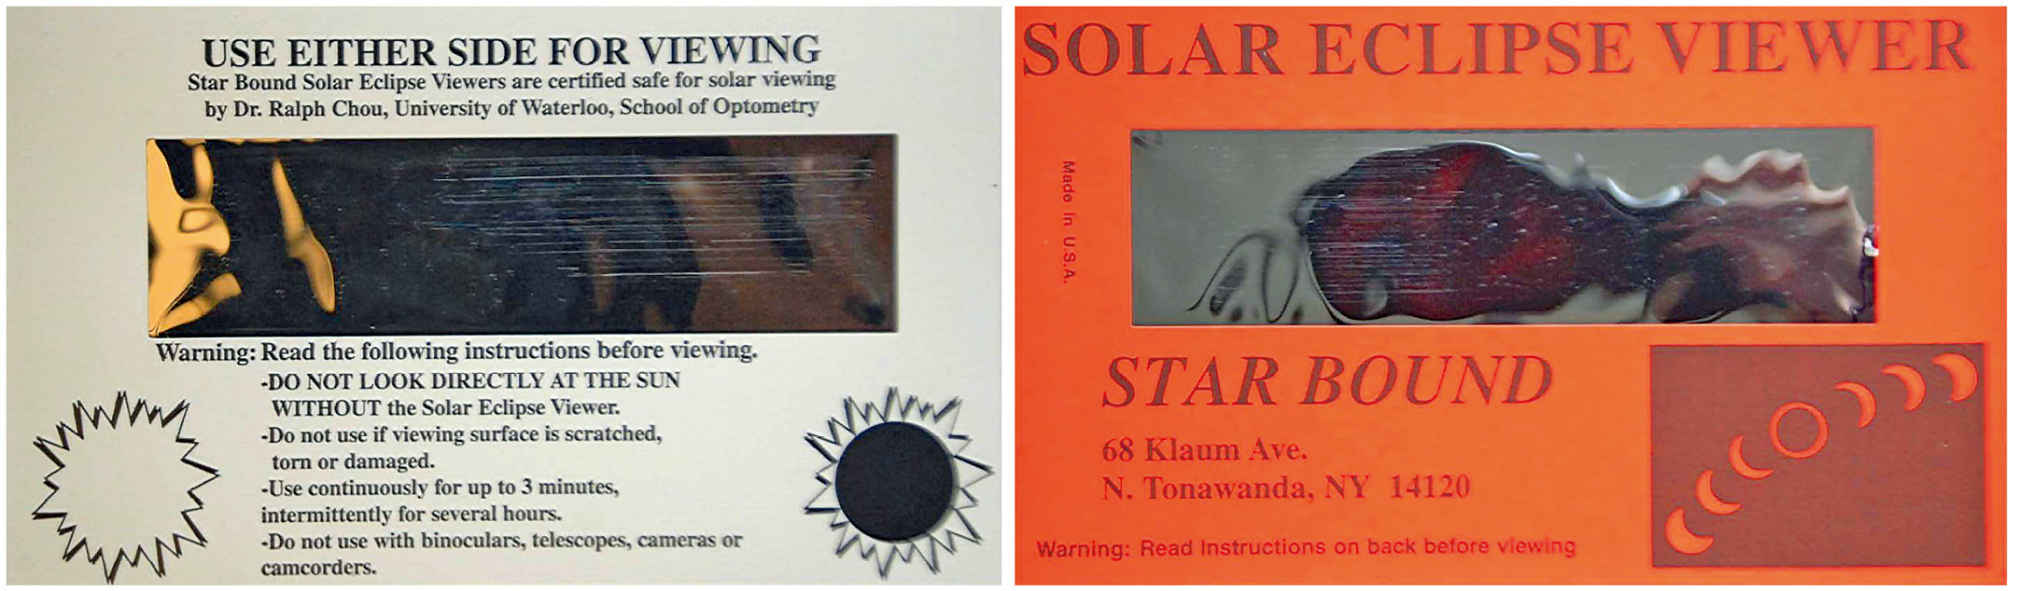 USE EITHER SIDE FOR VIEWING
Star Bound Solar Eclipse Viewers are certified safe for solar viewing
by Dr. Ralph Chou, University of Waterloo, School of Optometry
Warning: Read the following instructions before viewing.
-DO NOT LOOK DIRECTLY AT THE SUN
WITHOUT the Solar Eclipse Viewer.
-Do not use if viewing surface is scratched,
torn or damaged.
-Use continuously for up to 3 minutes,
intermittently for several hours.
-Do not use with binoculars, telescopes, cameras or
camcorders.
SOLAR ECLIPSE VIEWER
Made In U.S.A.
STAR BOUND
68 Klaum Ave.
N. Tonawanda, NY 14120
Warning: Read Instructions on back before viewing